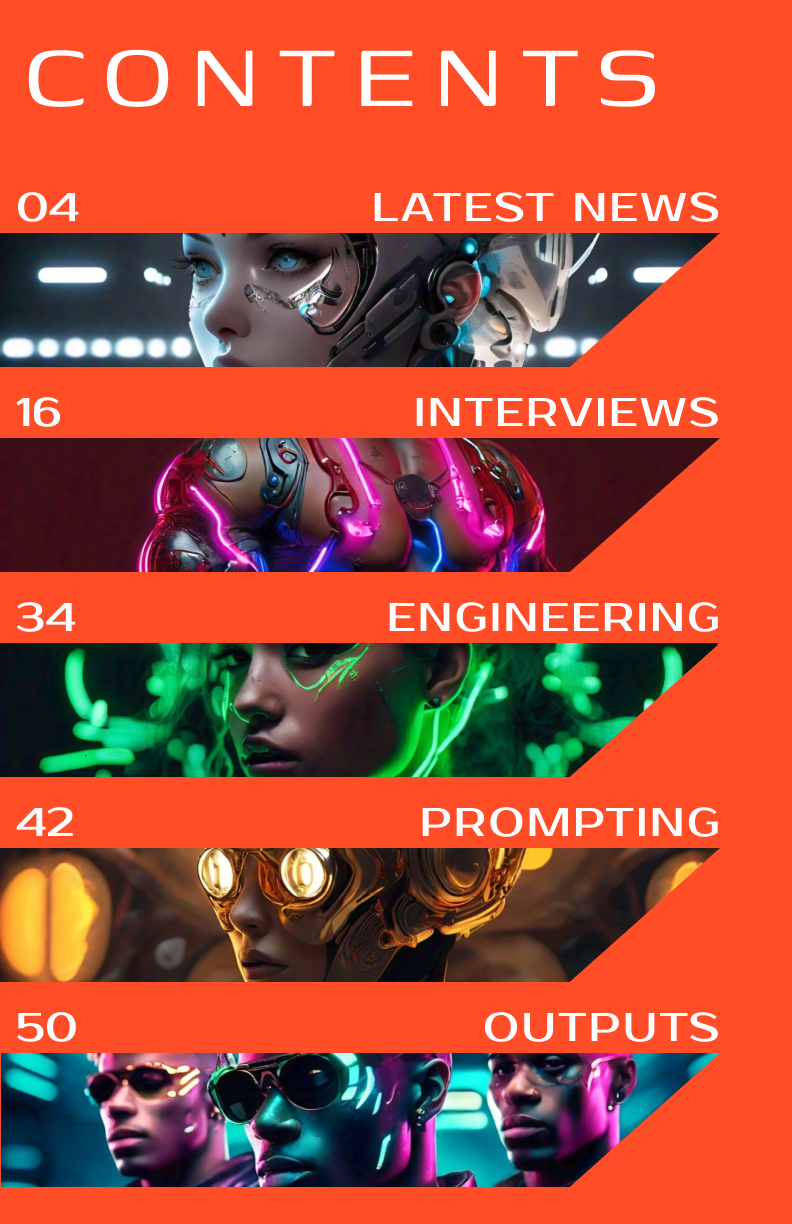 CONTENTS
04 LATEST NEWS
16 INTERVIEWS
34 ENGINEERING
42 PROMPTING
50 OUTPUTS